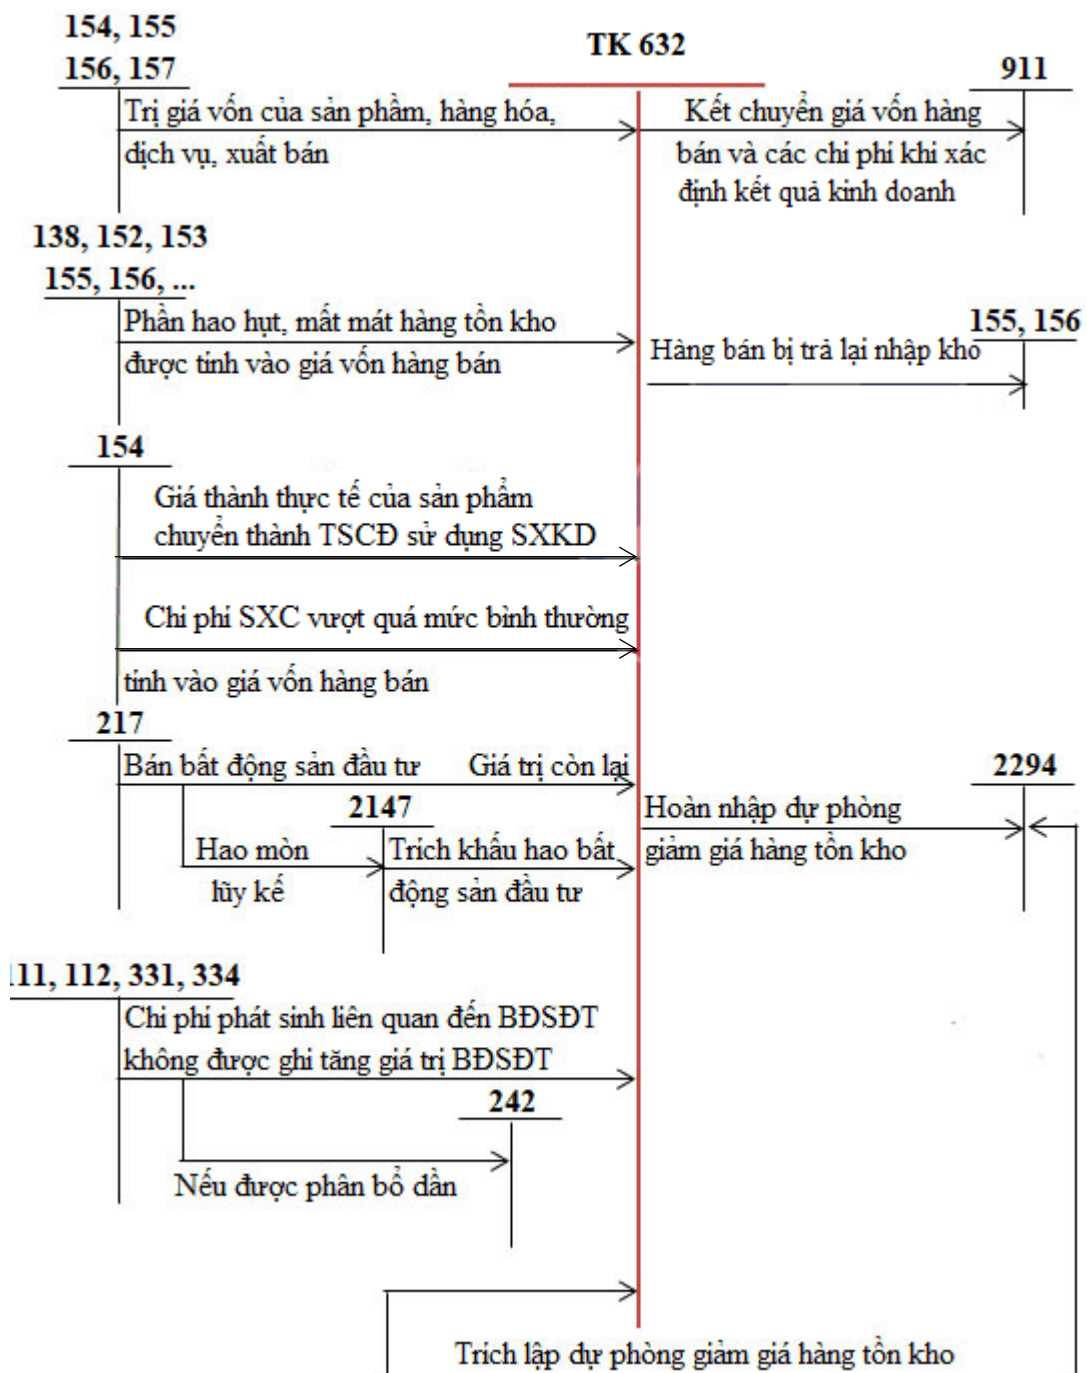 154, 155
156, 157
TK 632
911
Trị giá vốn của sản phẩm, hàng hóa,
dịch vụ, xuất bán
Kết chuyển giá vốn hàng
bán và các chi phí khi xác
định kết quả kinh doanh
138, 152, 153
155, 156, ...
Phần hao hụt, mất mát hàng tồn kho
được tính vào giá vốn hàng bán
155, 156
Hàng bán bị trả lại nhập kho
154
Giá thành thực tế của sản phẩm
chuyển thành TSCĐ sử dụng SXKD
Chi phí SXC vượt quá mức bình thường
tính vào giá vốn hàng bán
217
Bán bất động sản đầu tư
Giá trị còn lại
2147
Hao mòn
lũy kế
Trích khấu hao bất
động sản đầu tư
2294
Hoàn nhập dự phòng
giảm giá hàng tồn kho
111, 112, 331, 334
Chi phí phát sinh liên quan đến BĐSĐT
không được ghi tăng giá trị BĐSĐT
242
Nếu được phân bổ dần
Trích lập dự phòng giảm giá hàng tồn kho